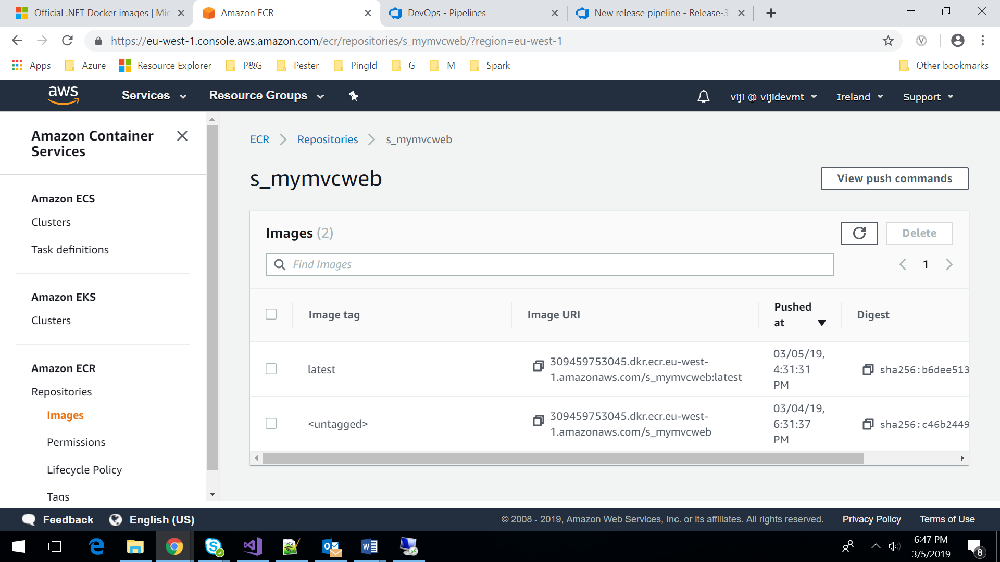 Official .NET Docker images | Mic
Amazon ECR
DevOps - Pipelines
New release pipeline - Release-3
https://eu-west-1.console.aws.amazon.com/ecr/repositories/s_mymvcweb/?region=eu-west-1
Apps
Azure
Resource Explorer
P&G
Pester
PingId
G
M
Spark
Other bookmarks
aws
Services
Resource Groups
viji @ vijidevmt
Ireland
Support
Amazon Container
Services
Amazon ECS
Clusters
Task definitions
Amazon EKS
Clusters
Amazon ECR
Repositories
Images
Permissions
Lifecycle Policy
Tags
ECR
Repositories
s_mymvcweb
s_mymvcweb
View push commands
Images (2)
Delete
Find Images
1
Image tag
Image URI
Pushed
at
Digest
latest
309459753045.dkr.ecr.eu-west-
1.amazonaws.com/s_mymvcweb:latest
03/05/19,
4:31:31
PM
sha256:b6dee513
<untagged>
309459753045.dkr.ecr.eu-west-
1.amazonaws.com/s_mymvcweb
03/04/19,
6:31:37
PM
sha256:c46b2449
Feedback
English (US)
© 2008 - 2019, Amazon Web Services, Inc. or its affiliates. All rights reserved.
Privacy Policy
Terms of Use
6:47 PM
3/5/2019
8